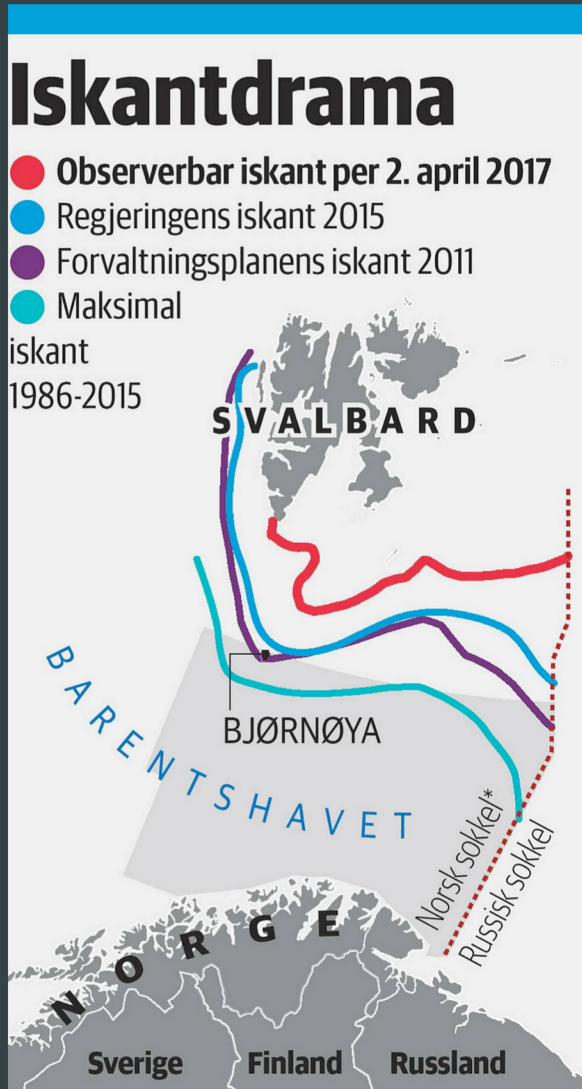 Iskantdrama
Observerbar iskant per 2. april 2017
Regjeringens iskant 2015
Forvaltningsplanens iskant 2011
Maksimal
iskant
1986-2015
SVALBARD
BJØRNØYA
BARENTSHAVET
Norsk sokkel*
Russisk sokkel
NORGE
Sverige
Finland
Russland